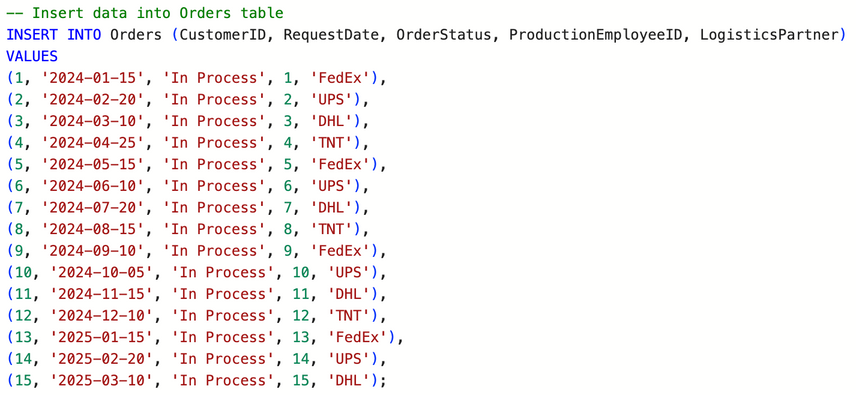 -- Insert data into Orders table
INSERT INTO Orders (CustomerID, RequestDate, OrderStatus, ProductionEmployeeID, LogisticsPartner)
VALUES
(1, '2024-01-15', 'In Process', 1, 'FedEx'),
(2, '2024-02-20', 'In Process', 2, 'UPS'),
(3, '2024-03-10', 'In Process', 3, 'DHL'),
(4, '2024-04-25', 'In Process', 4, 'TNT'),
(5, '2024-05-15', 'In Process', 5, 'FedEx'),
(6, '2024-06-10', 'In Process', 6, 'UPS'),
(7, '2024-07-20', 'In Process', 7, 'DHL'),
(8, '2024-08-15', 'In Process', 8, 'TNT'),
(9, '2024-09-10', 'In Process', 9, 'FedEx'),
(10, '2024-10-05', 'In Process', 10, 'UPS'),
(11, '2024-11-15', 'In Process', 11, 'DHL'),
(12, '2024-12-10', 'In Process', 12, 'TNT'),
(13, '2025-01-15', 'In Process', 13, 'FedEx'),
(14, '2025-02-20', 'In Process', 14, 'UPS'),
(15, '2025-03-10', 'In Process', 15, 'DHL');